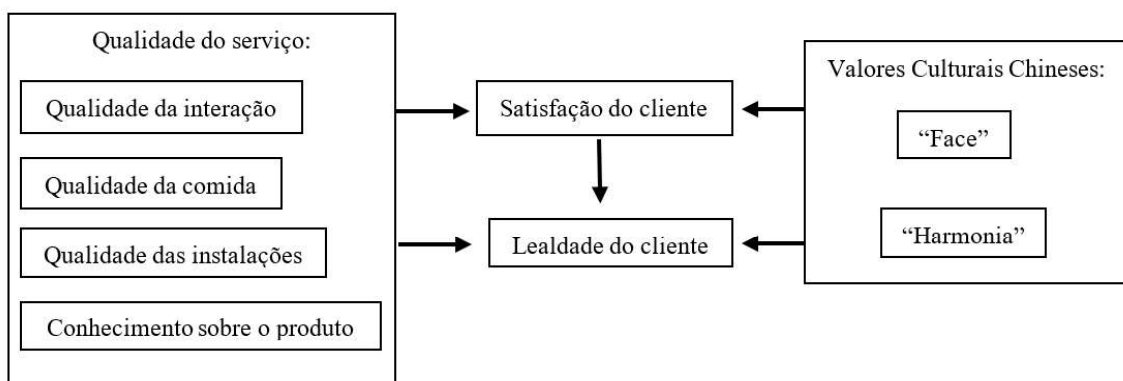 Qualidade do serviço:
Qualidade da interação
Qualidade da comida
Qualidade das instalações
Conhecimento sobre o produto
Satisfação do cliente
Lealdade do cliente
Valores Culturais Chineses:
“Face”
“Harmonia”